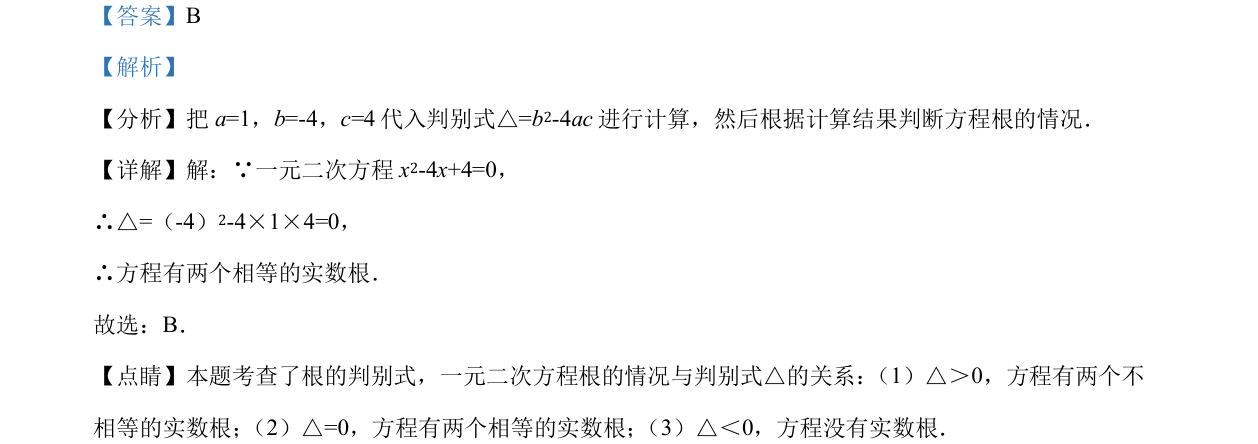 【答案】B
【解析】
【分析】把 a=1，b=-4，c=4 代入判别式△=b²-4ac 进行计算，然后根据计算结果判断方程根的情况．
【详解】解：∵一元二次方程 x²-4x+4=0，
∴△=（-4）²-4×1×4=0，
∴方程有两个相等的实数根．
故选：B．
【点睛】本题考查了根的判别式，一元二次方程根的情况与判别式△的关系：（1）△＞0，方程有两个不
相等的实数根；（2）△=0，方程有两个相等的实数根；（3）△＜0，方程没有实数根．